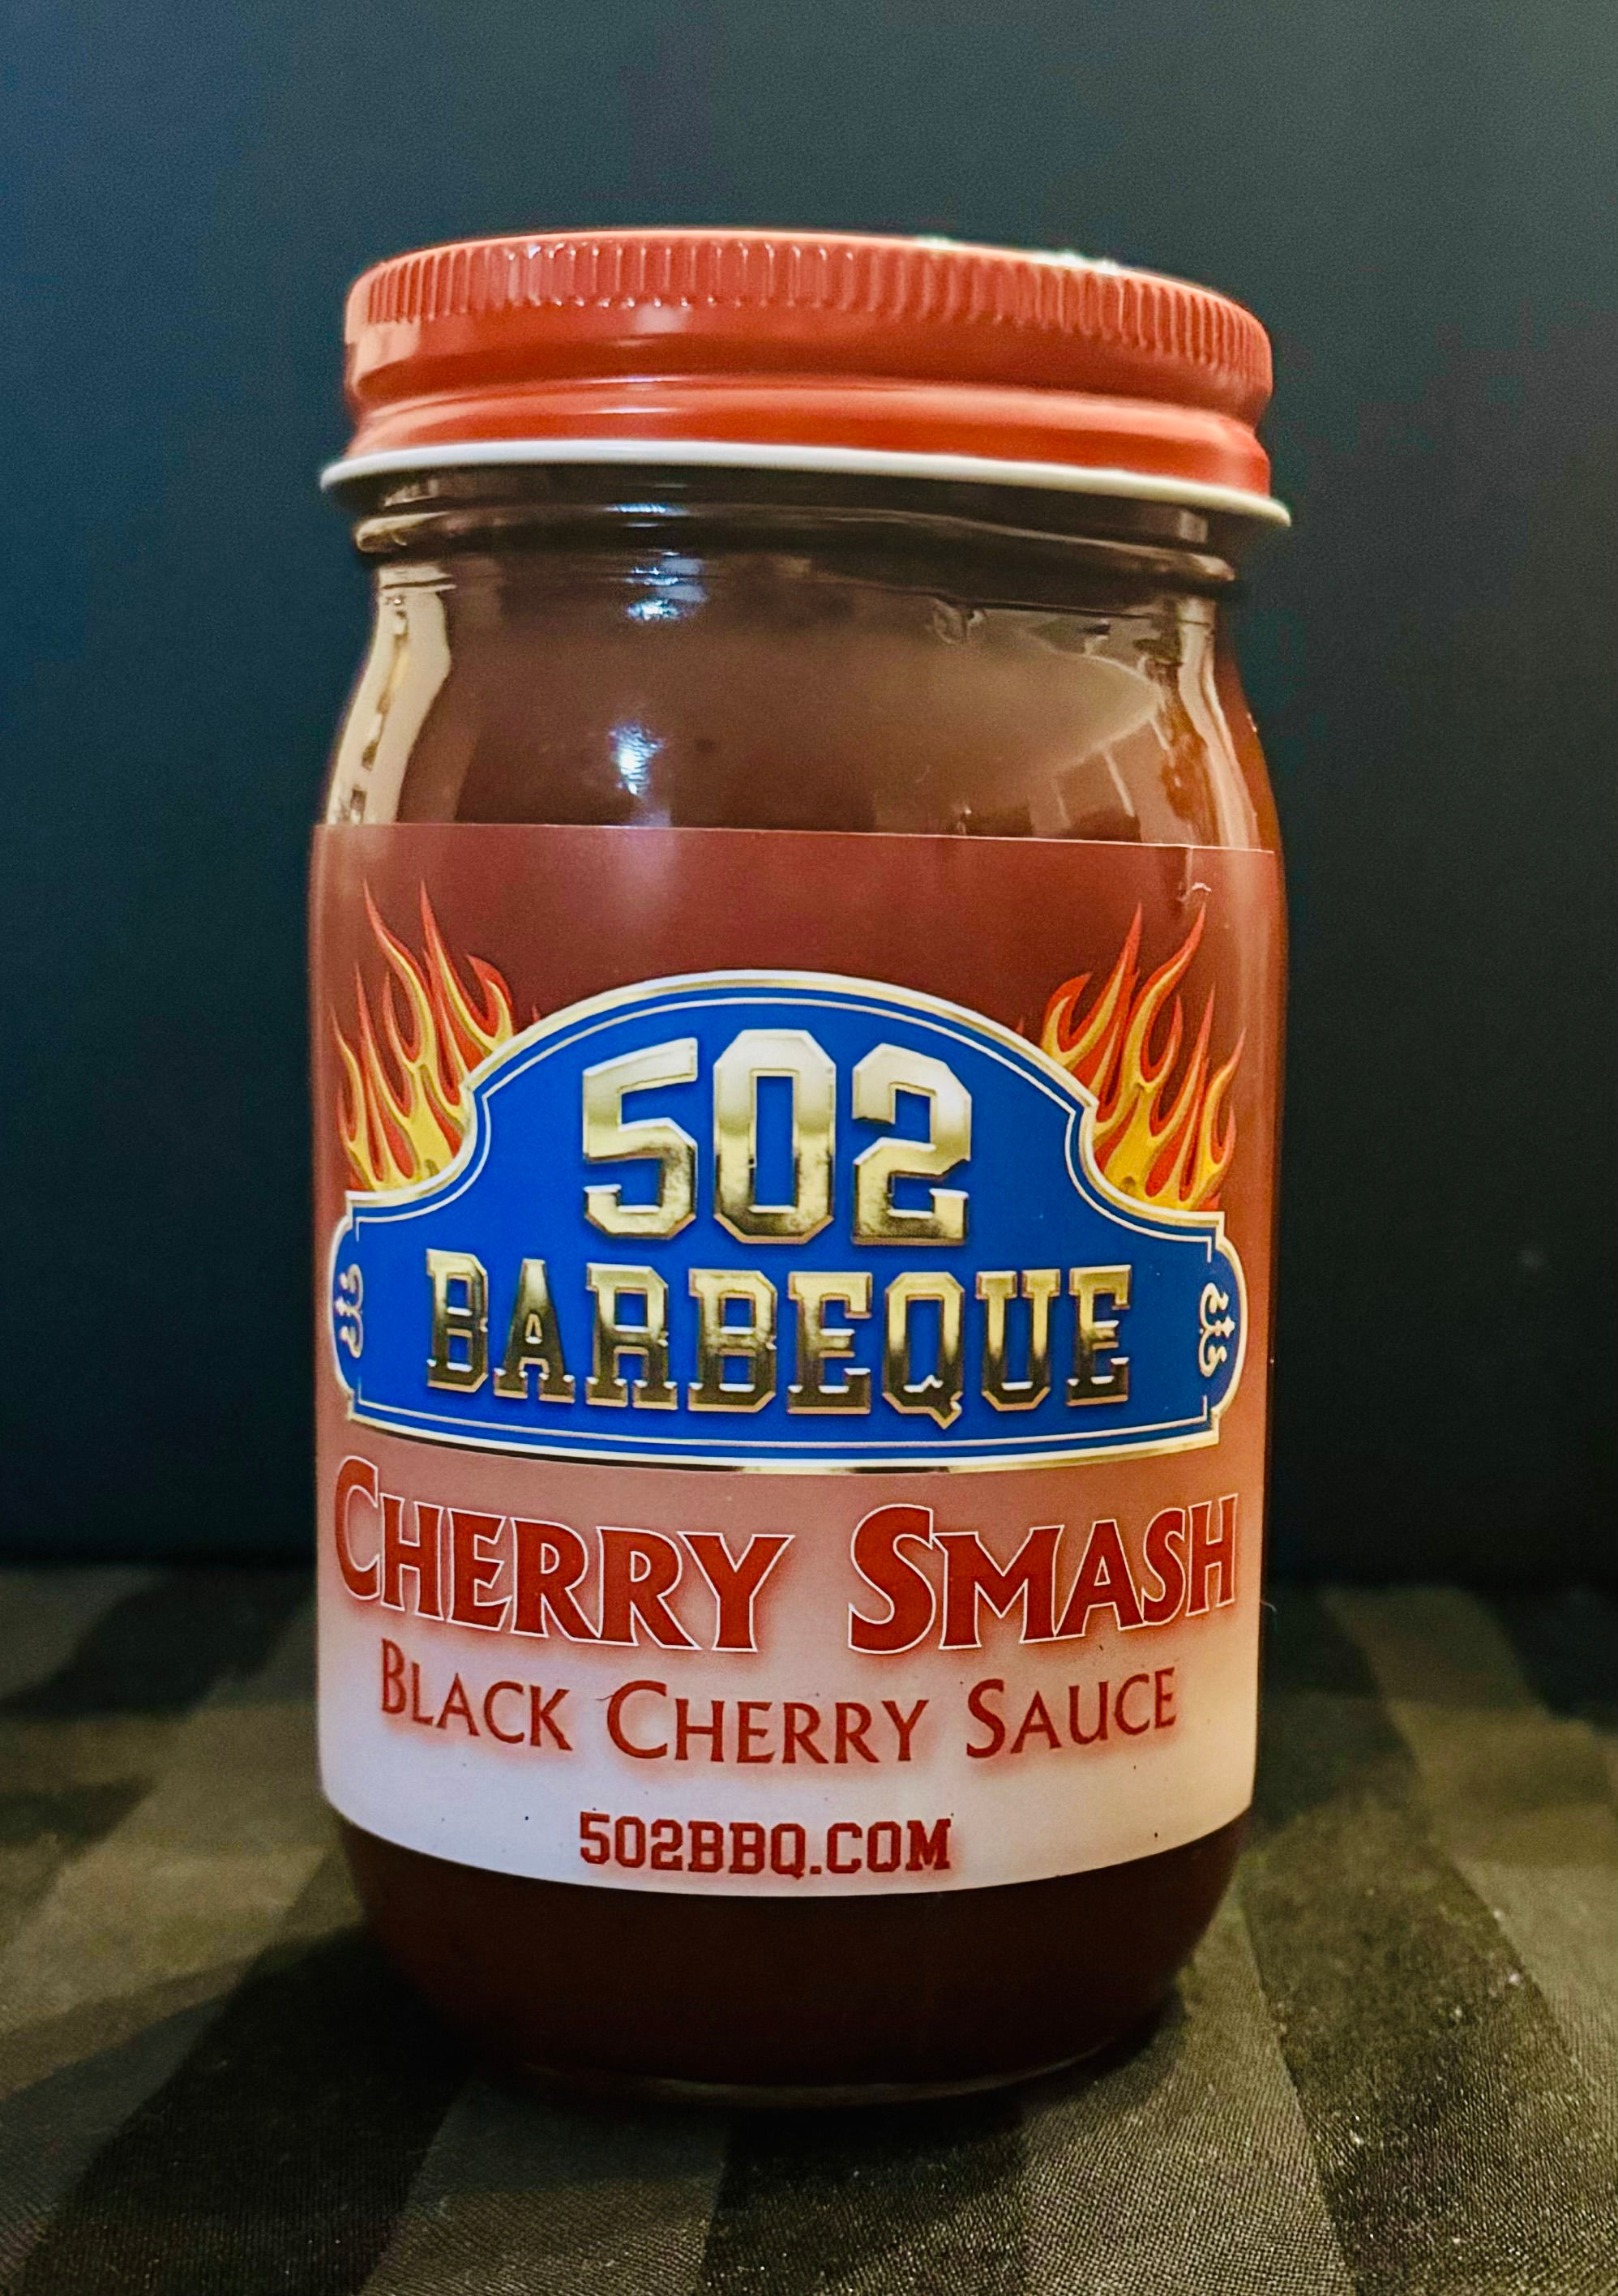 502
BARBEQUE
CHERRY SMASH
BLACK CHERRY SAUCE
502BBQ.COM